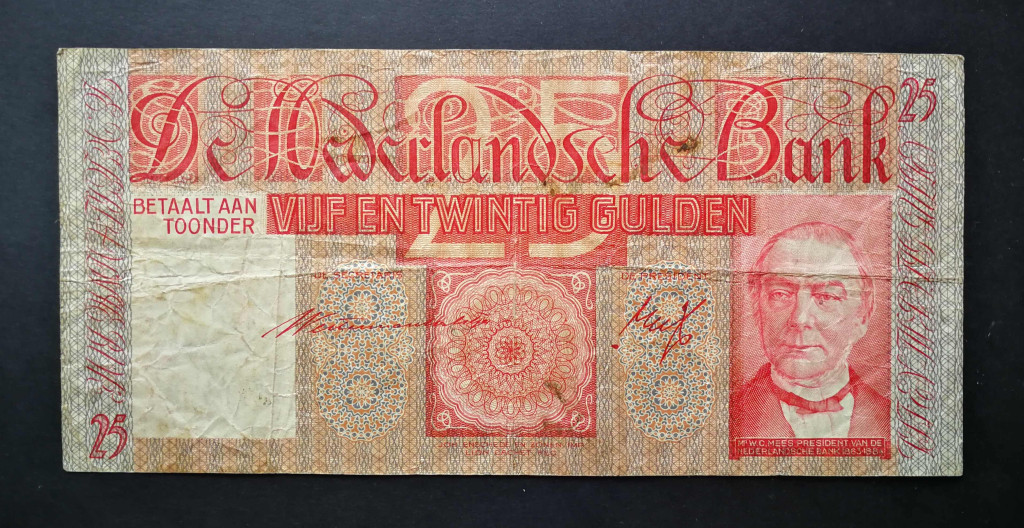 De Nederlandsche Bank
25
25
BETAALT AAN
TOONDER
VIJF EN TWINTIG GULDEN
DE SECRETARIS
DE PRESIDENT
Mr W.C. MEES PRESIDENT VAN DE
NEDERLANDSCHE BANK 1863-1884
25